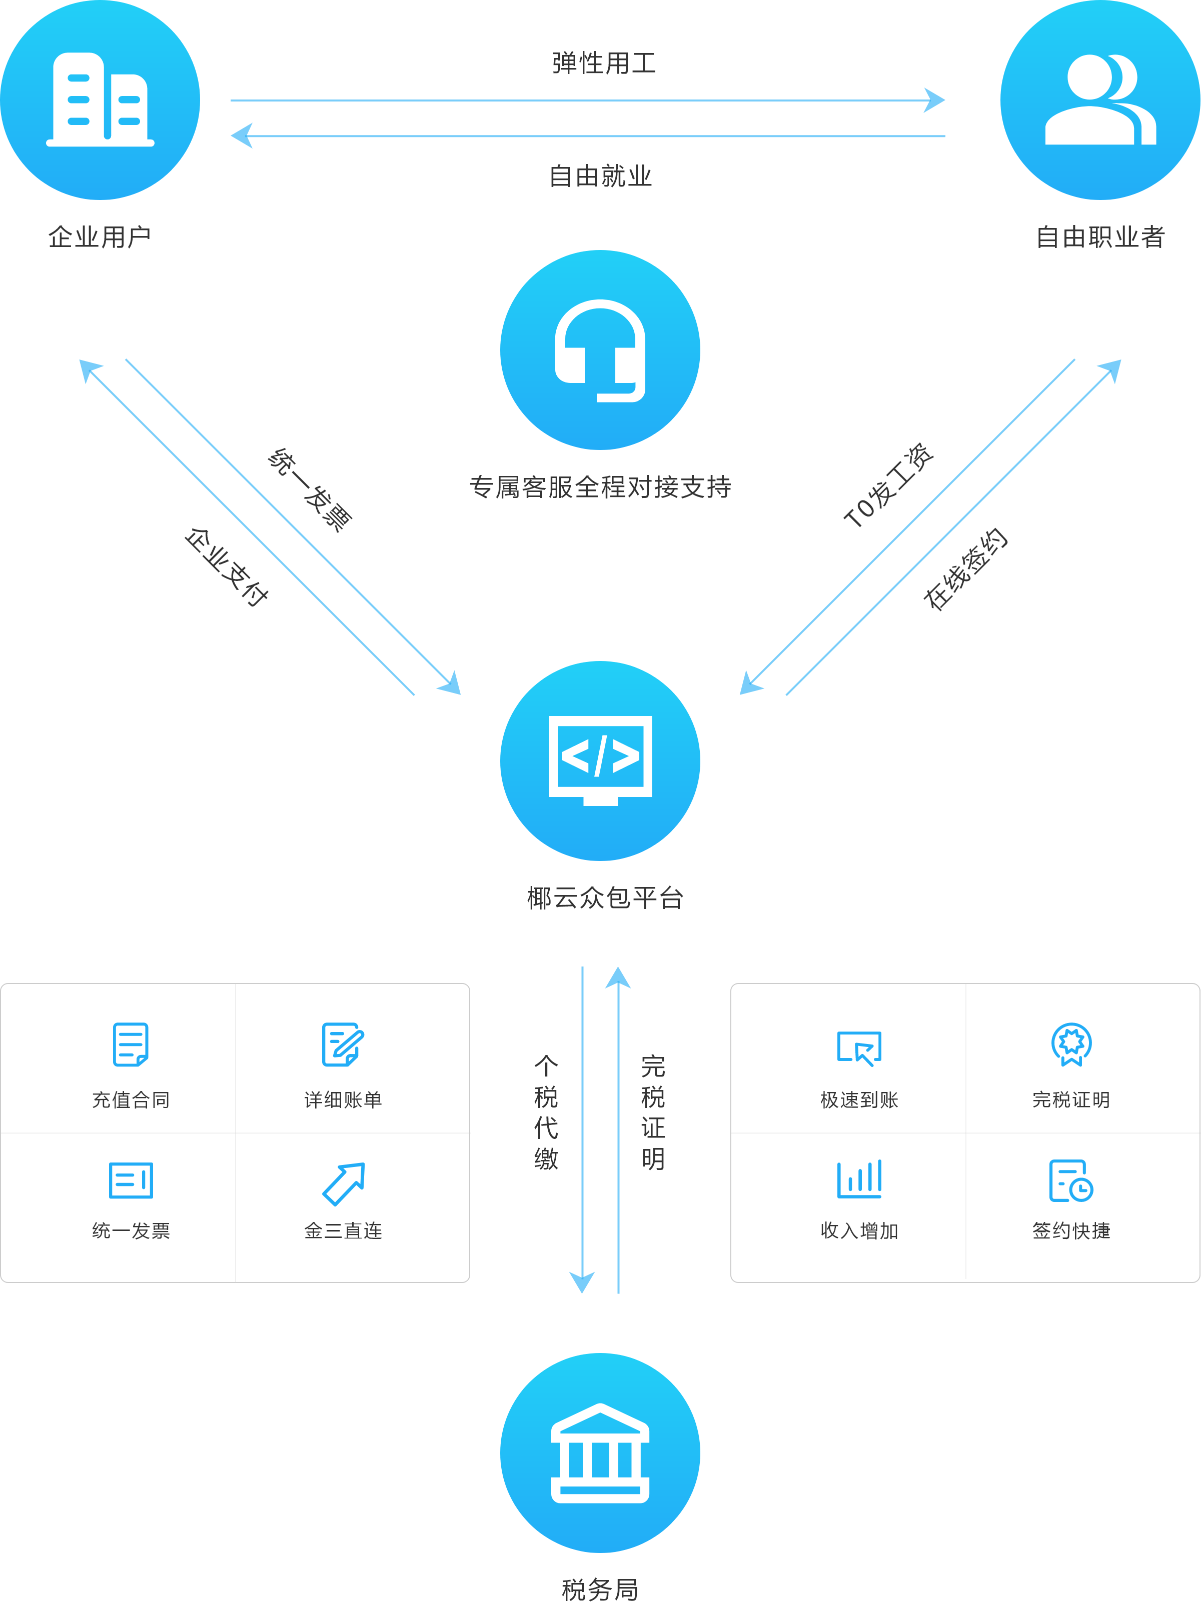 弹性用工
自由就业
企业用户
自由职业者
专属客服全程对接支持
统一发票
企业支付
T0发工资
在线签约
椰云众包平台
个税代缴
完税证明
充值合同
详细账单
统一发票
金三直连
极速到账
完税证明
收入增加
签约快捷
税务局